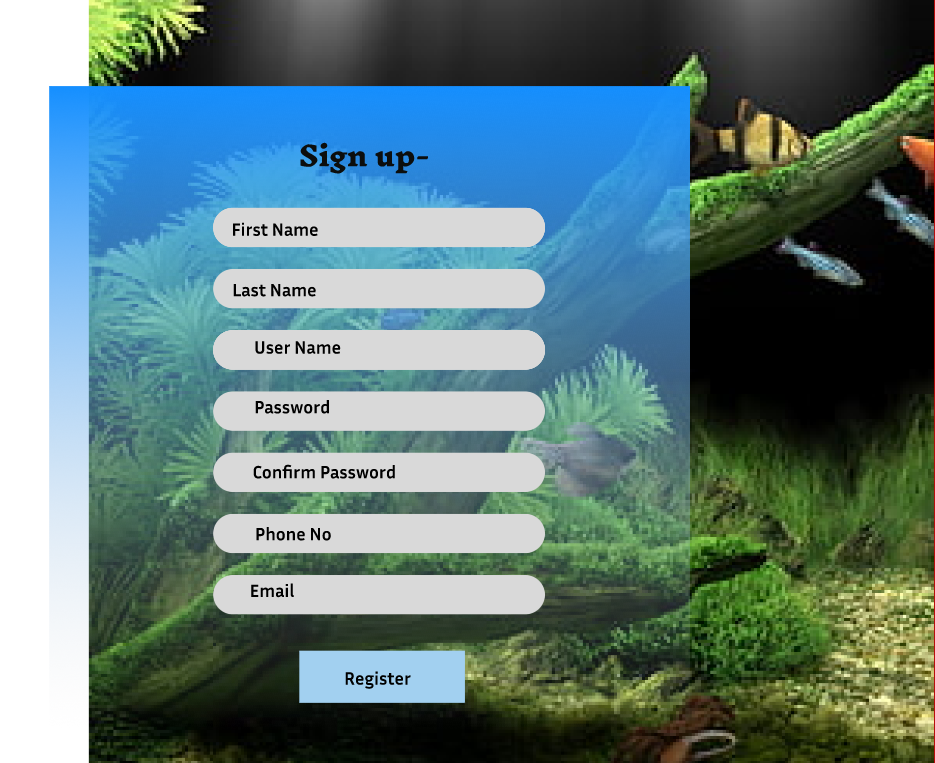 Sign up-
First Name
Last Name
User Name
Password
Confirm Password
Phone No
Email
Register